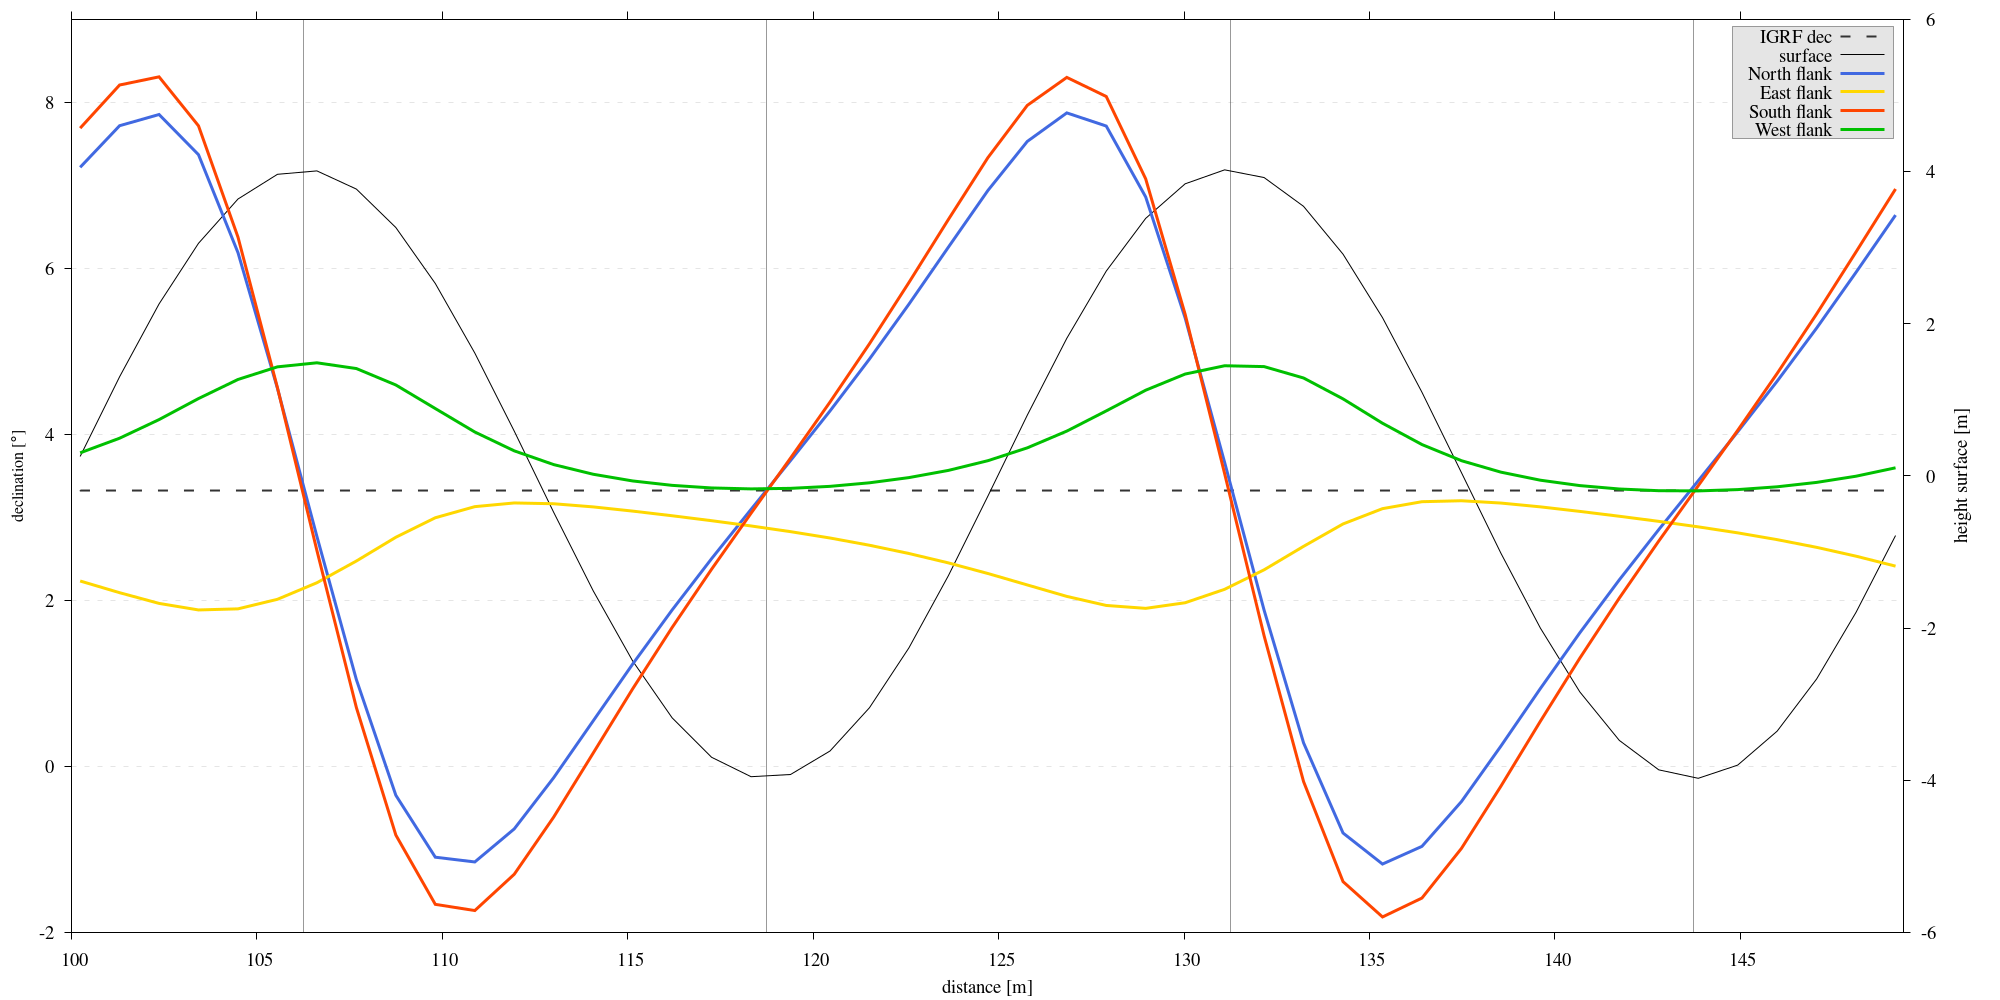 IGRF dec
surface
North flank
East flank
South flank
West flank
8
6
4
2
0
-2
declination [°]
6
4
2
0
-2
-4
-6
height surface [m]
100 105 110 115 120 125 130 135 140 145
distance [m]